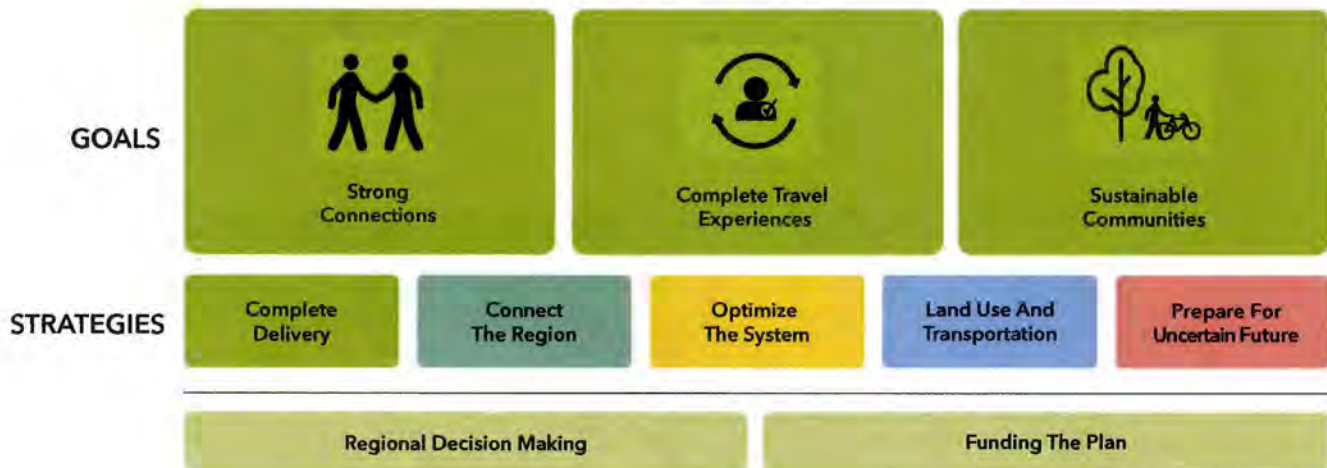 GOALS
Strong
Connections
Complete Travel
Experiences
Sustainable
Communities
STRATEGIES
Complete
Delivery
Connect
The Region
Optimize
The System
Land Use And
Transportation
Prepare For
Uncertain Future
Regional Decision Making
Funding The Plan